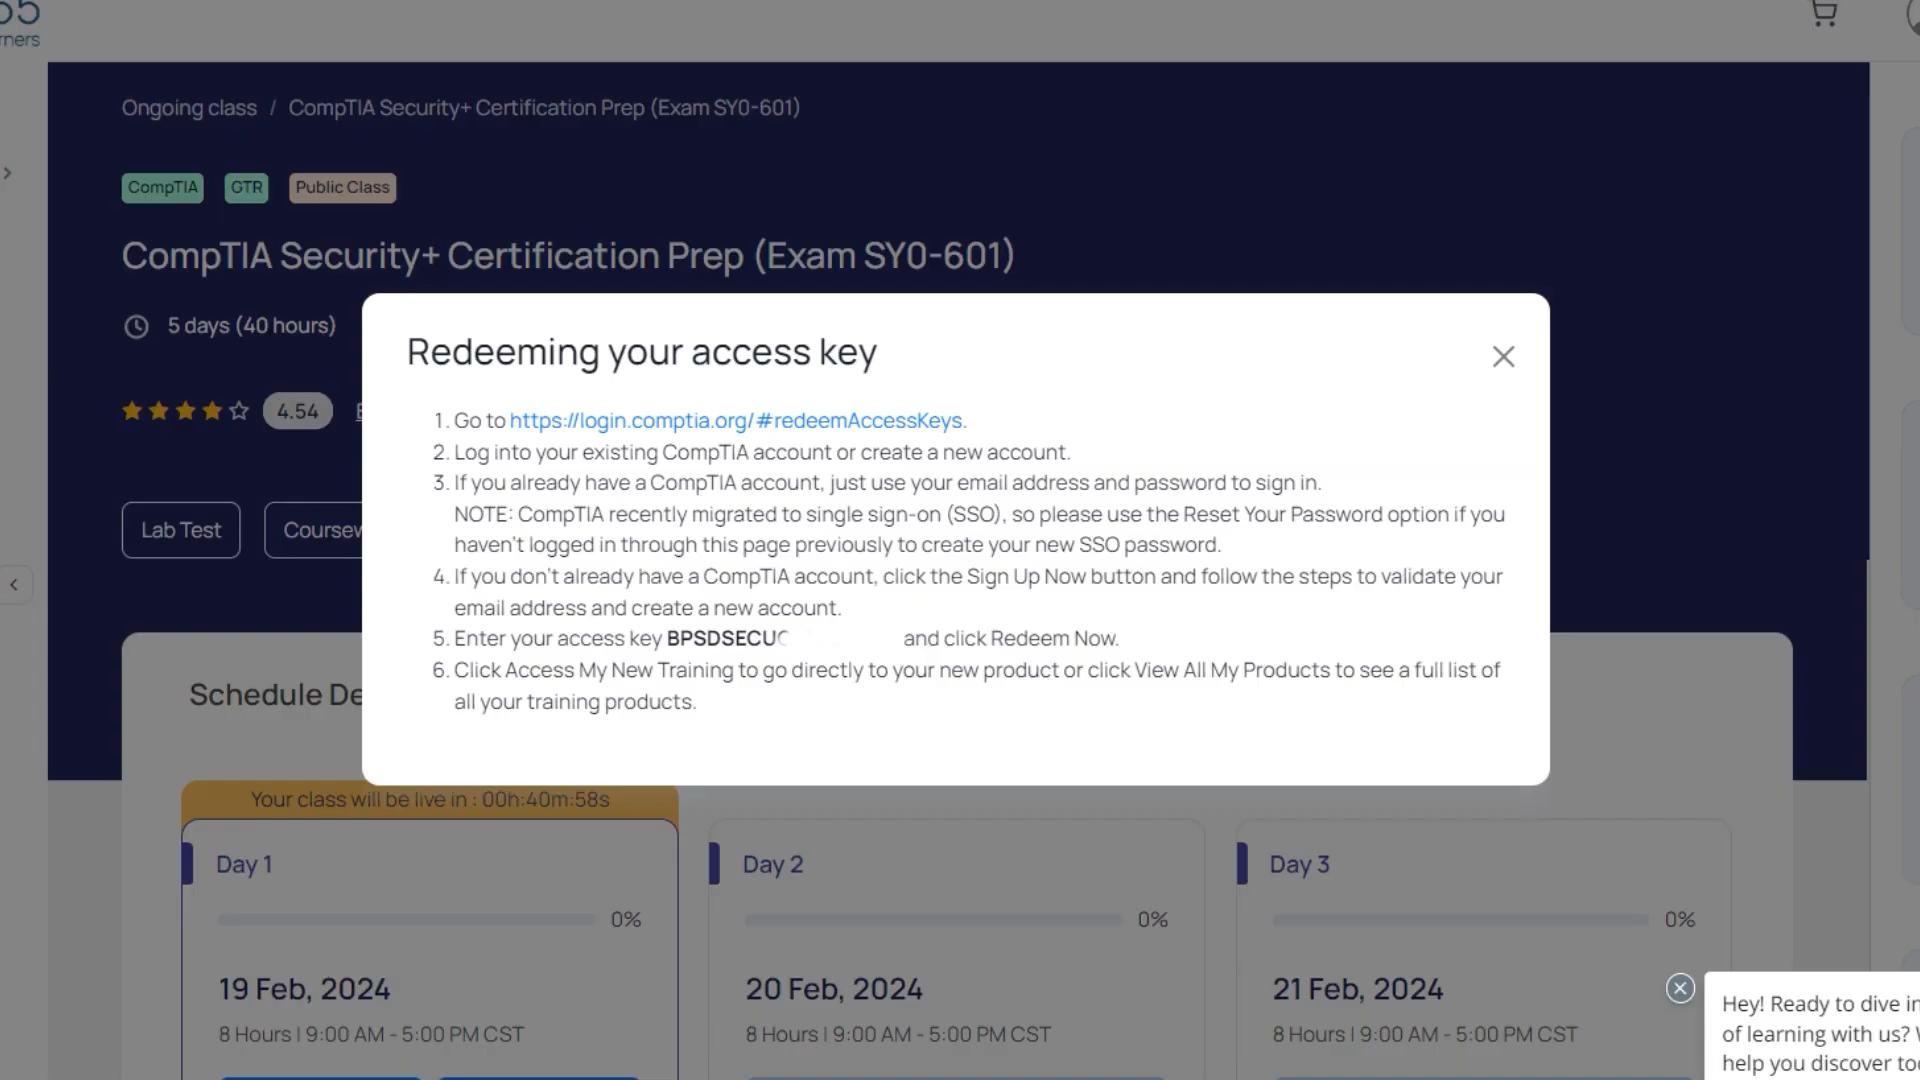 Ongoing class / CompTIA Security+ Certification Prep (Exam SY0-601)
CompTIA GTR Public Class
CompTIA Security+ Certification Prep (Exam SY0-601)
5 days (40 hours)
4.54
Lab Test
Redeeming your access key
1. Go to https://login.comptia.org/#redeemAccessKeys.
2. Log into your existing CompTIA account or create a new account.
3. If you already have a CompTIA account, just use your email address and password to sign in.
NOTE: CompTIA recently migrated to single sign-on (SSO), so please use the Reset Your Password option if you
haven't logged in through this page previously to create your new SSO password.
4. If you don't already have a CompTIA account, click the Sign Up Now button and follow the steps to validate your
email address and create a new account.
5. Enter your access key BPSDSECU and click Redeem Now.
6. Click Access My New Training to go directly to your new product or click View All My Products to see a full list of
all your training products.
Schedule De
Your class will be live in : 00h:40m:58s
Day 1
0%
19 Feb, 2024
8 Hours | 9:00 AM - 5:00 PM CST
Day 2
0%
20 Feb, 2024
8 Hours | 9:00 AM - 5:00 PM CST
Day 3
0%
21 Feb, 2024
8 Hours | 9:00 AM - 5:00 PM CST
Hey! Ready to dive in
of learning with us?
help you discover